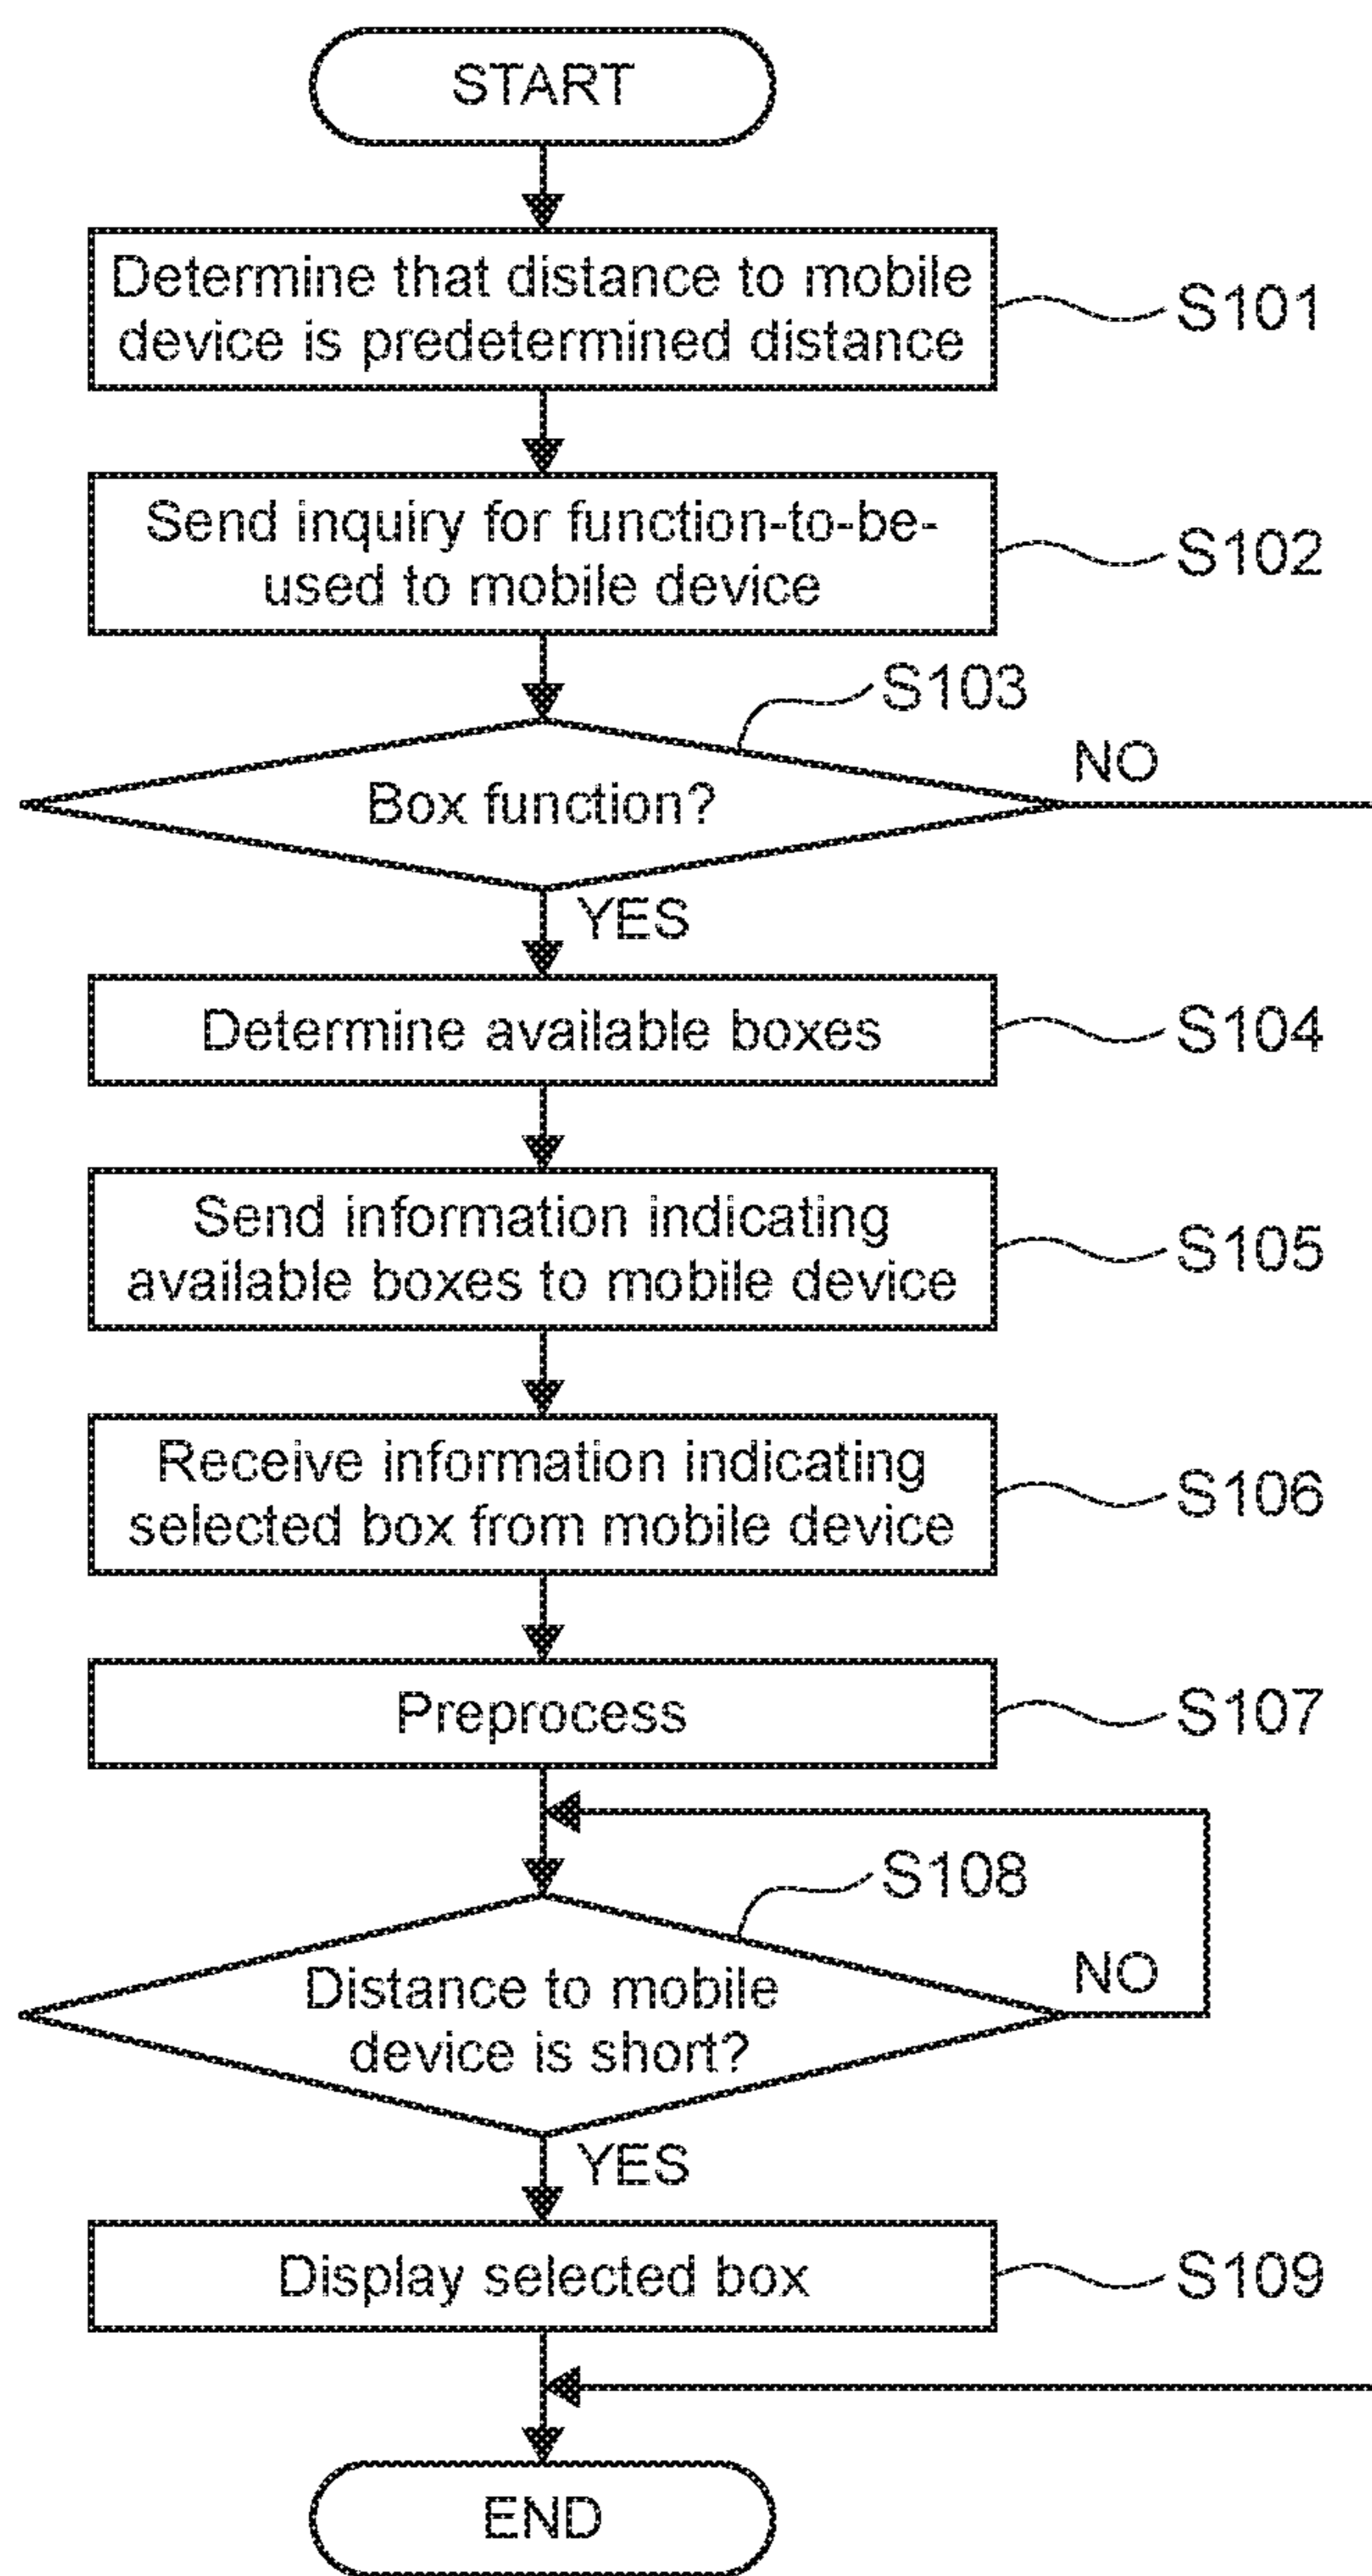 START
Determine that distance to mobile
device is predetermined distance
S101
Send inquiry for function-to-be-
used to mobile device
S102
S103
Box function?
NO
YES
Determine available boxes
S104
Send information indicating
available boxes to mobile device
S105
Receive information indicating
selected box from mobile device
S106
Preprocess
S107
S108
Distance to mobile
device is short?
NO
YES
Display selected box
S109
END